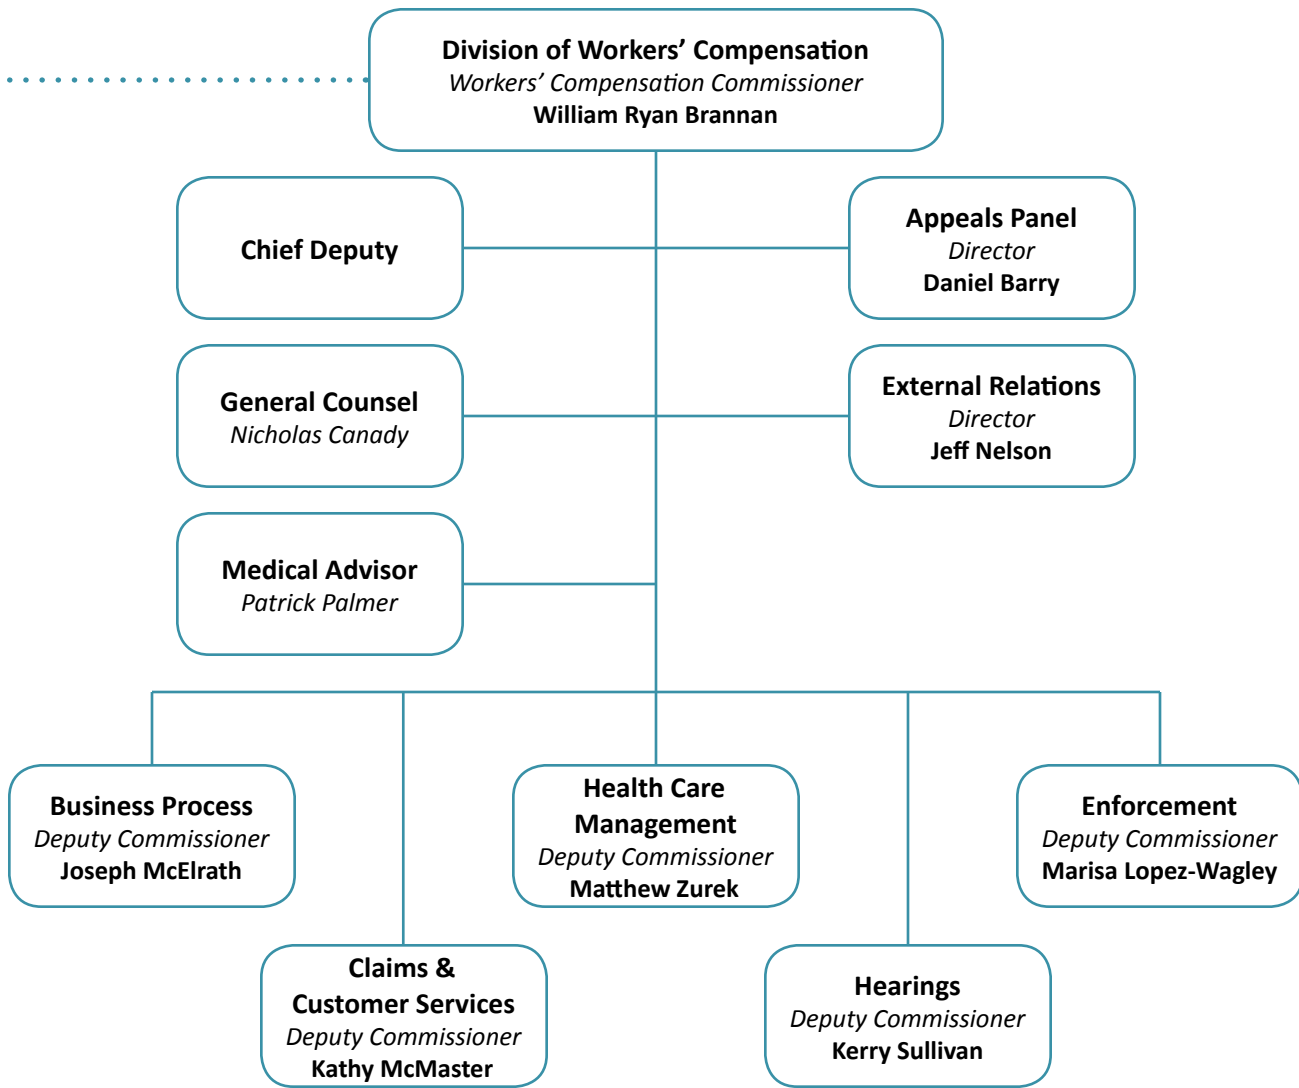 Division of Workers’ Compensation
Workers’ Compensation Commissioner
William Ryan Brannan
Chief Deputy
Appeals Panel
Director
Daniel Barry
General Counsel
Nicholas Canady
External Relations
Director
Jeff Nelson
Medical Advisor
Patrick Palmer
Business Process
Deputy Commissioner
Joseph McElrath
Health Care
Management
Deputy Commissioner
Matthew Zurek
Enforcement
Deputy Commissioner
Marisa Lopez-Wagley
Claims &
Customer Services
Deputy Commissioner
Kathy McMaster
Hearings
Deputy Commissioner
Kerry Sullivan